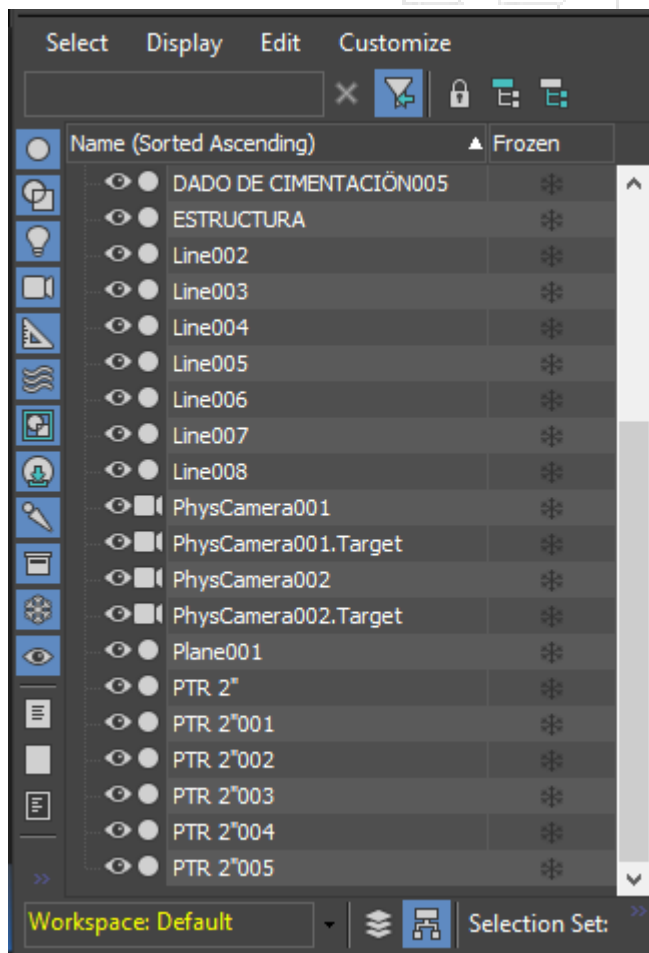 Select Display Edit Customize
Name (Sorted Ascending) Frozen
DADO DE CIMENTACIÖN005
ESTRUCTURA
Line002
Line003
Line004
Line005
Line006
Line007
Line008
PhysCamera001
PhysCamera001.Target
PhysCamera002
PhysCamera002.Target
Plane001
PTR 2"
PTR 2"001
PTR 2"002
PTR 2"003
PTR 2"004
PTR 2"005
Workspace: Default Selection Set: